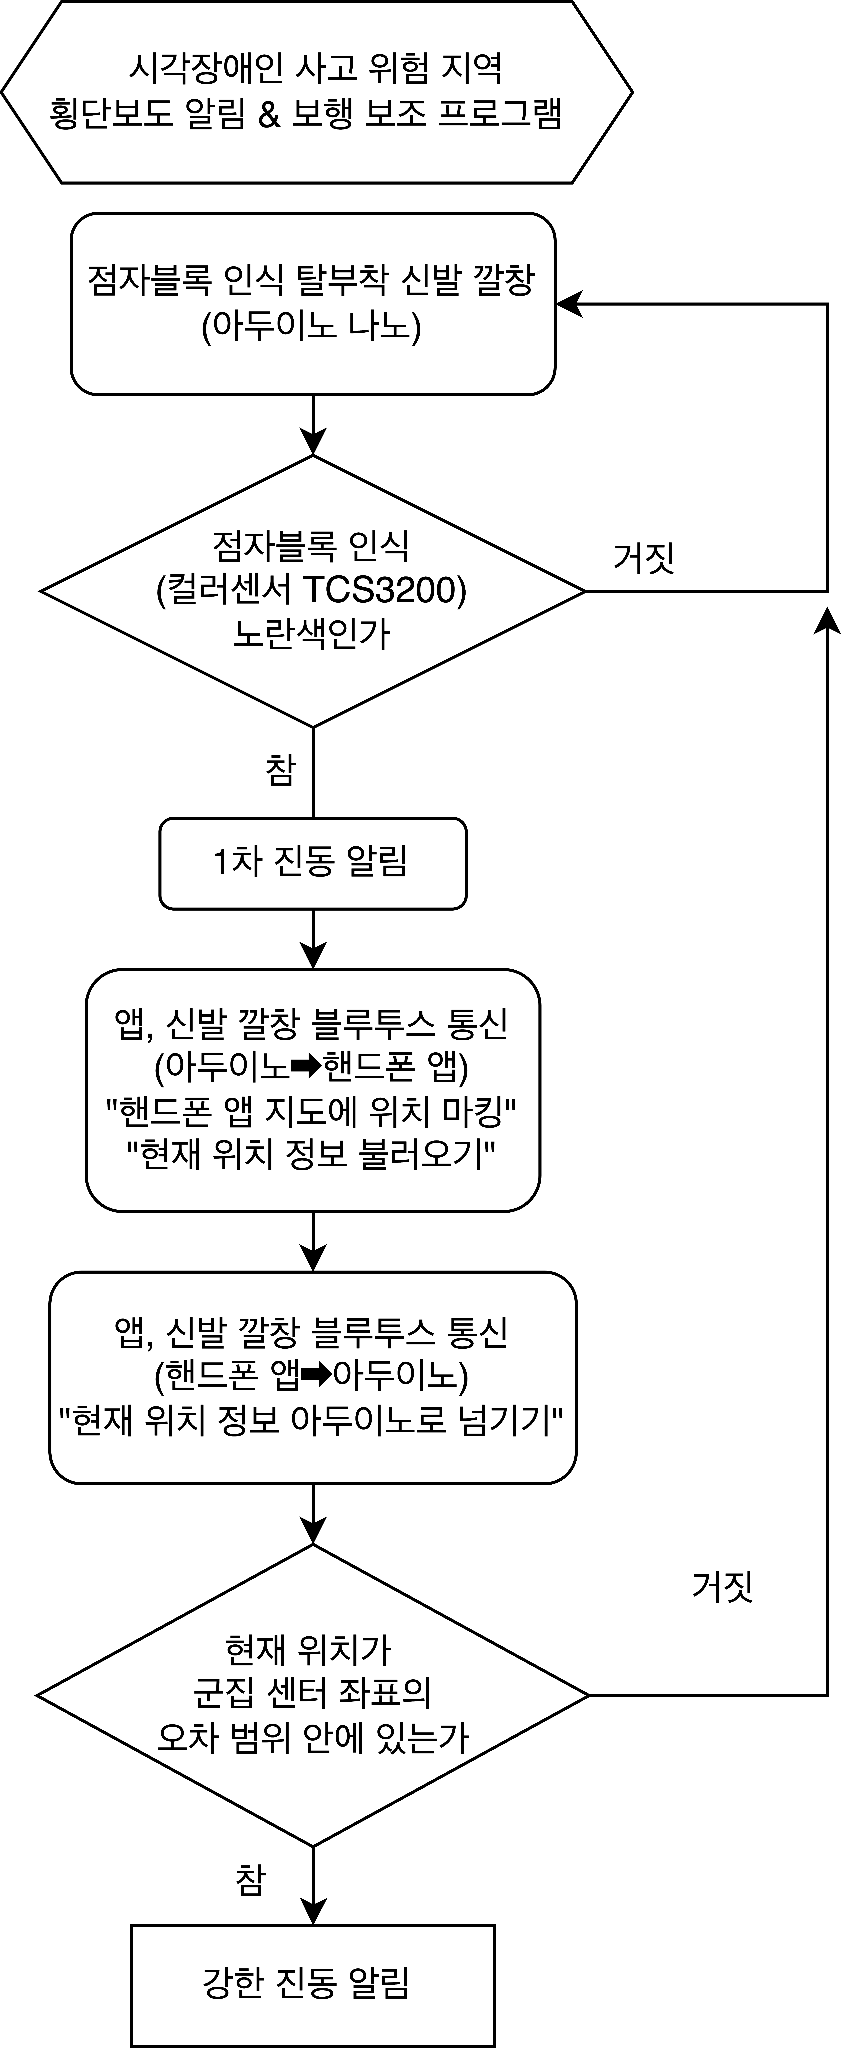 시각장애인 사고 위험 지역
횡단보도 알림 & 보행 보조 프로그램
점자블록 인식 탈부착 신발 깔창
(아두이노 나노)
점자블록 인식
(컬러센서 TCS3200)
노란색인가
거짓
참
1차 진동 알림
앱, 신발 깔창 블루투스 통신
(아두이노➡핸드폰 앱)
"핸드폰 앱 지도에 위치 마킹"
"현재 위치 정보 불러오기"
앱, 신발 깔창 블루투스 통신
(핸드폰 앱➡아두이노)
"현재 위치 정보 아두이노로 넘기기"
현재 위치가
군집 센터 좌표의
오차 범위 안에 있는가
거짓
참
강한 진동 알림